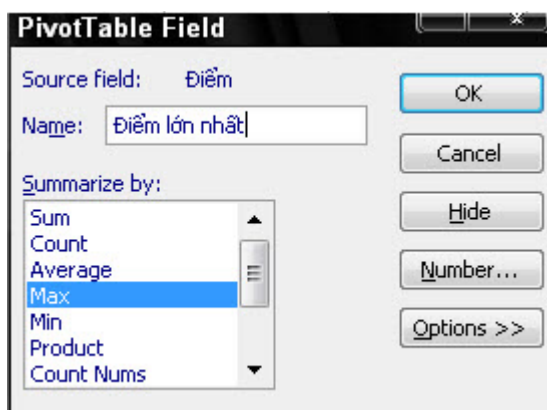 PivotTable Field
x
Source field: Điểm
Name: Điểm lớn nhất
Summarize by:
Sum
Count
Average
Max
Min
Product
Count Nums
OK
Cancel
Hide
Number...
Options >>